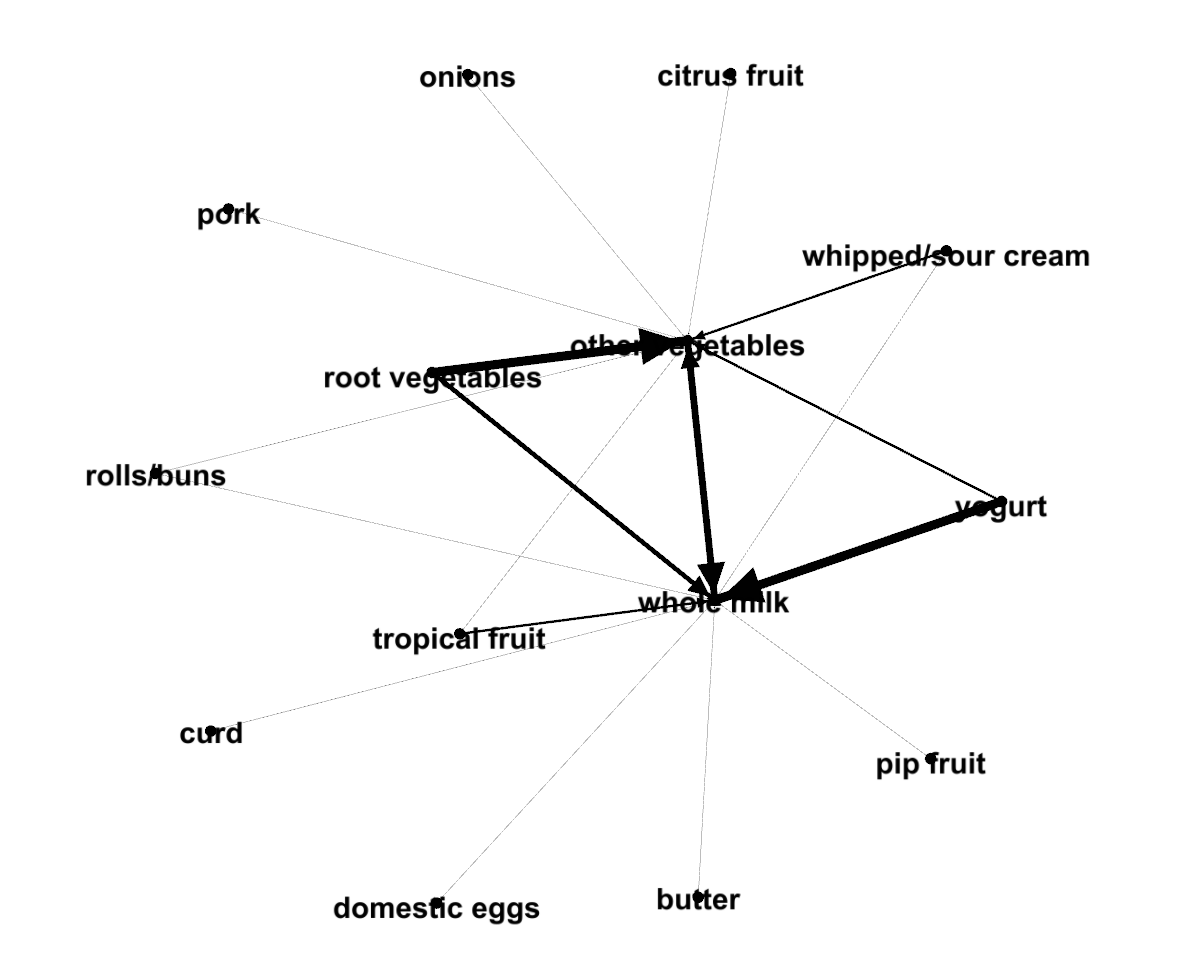 onions
citrus fruit
pork
whipped/sour cream
other vegetables
root vegetables
rolls/buns
yogurt
whole milk
tropical fruit
curd
pip fruit
domestic eggs
butter